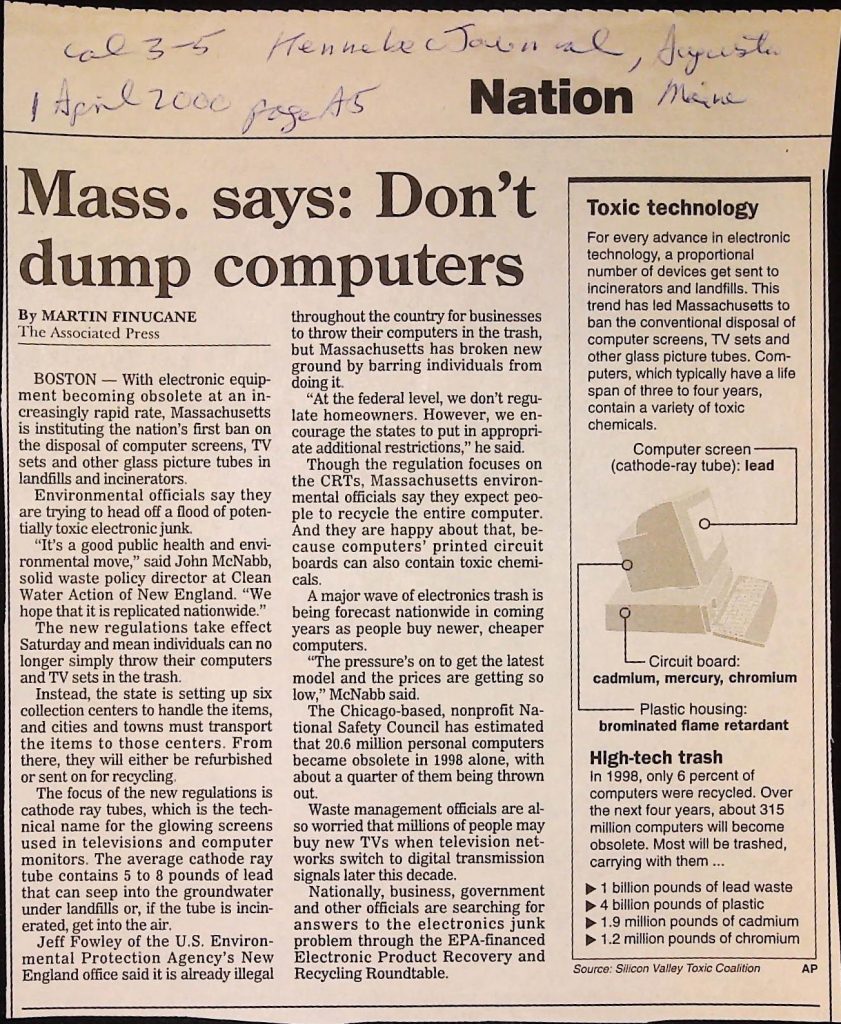 col 3-5 Kennebec Journal, Augusta
1 April 2000 page A5
Maine
Nation
Mass. says: Don't
dump computers
By MARTIN FINUCANE
The Associated Press
BOSTON — With electronic equip-
ment becoming obsolete at an in-
creasingly rapid rate, Massachusetts
is instituting the nation's first ban on
the disposal of computer screens, TV
sets and other glass picture tubes in
landfills and incinerators.
Environmental officials say they
are trying to head off a flood of poten-
tially toxic electronic junk.
"It's a good public health and envi-
ronmental move," said John McNabb,
solid waste policy director at Clean
Water Action of New England. "We
hope that it is replicated nationwide."
The new regulations take effect
Saturday and mean individuals can no
longer simply throw their computers
and TV sets in the trash.
Instead, the state is setting up six
collection centers to handle the items,
and cities and towns must transport
the items to those centers. From
there, they will either be refurbished
or sent on for recycling.
The focus of the new regulations is
cathode ray tubes, which is the tech-
nical name for the glowing screens
used in televisions and computer
monitors. The average cathode ray
tube contains 5 to 8 pounds of lead
that can seep into the groundwater
under landfills or, if the tube is incin-
erated, get into the air.
Jeff Fowley of the U.S. Environ-
mental Protection Agency's New
England office said it is already illegal
throughout the country for businesses
to throw their computers in the trash,
but Massachusetts has broken new
ground by barring individuals from
doing it.
"At the federal level, we don't regu-
late homeowners. However, we en-
courage the states to put in appropri-
ate additional restrictions," he said.
Though the regulation focuses on
the CRTs, Massachusetts environ-
mental officials say they expect peo-
ple to recycle the entire computer.
And they are happy about that, be-
cause computers' printed circuit
boards can also contain toxic chemi-
cals.
A major wave of electronics trash is
being forecast nationwide in coming
years as people buy newer, cheaper
computers.
"The pressure's on to get the latest
model and the prices are getting so
low," McNabb said.
The Chicago-based, nonprofit Na-
tional Safety Council has estimated
that 20.6 million personal computers
became obsolete in 1998 alone, with
about a quarter of them being thrown
out.
Waste management officials are al-
so worried that millions of people may
buy new TVs when television net-
works switch to digital transmission
signals later this decade.
Nationally, business, government
and other officials are searching for
answers to the electronics junk
problem through the EPA-financed
Electronic Product Recovery and
Recycling Roundtable.
Toxic technology
For every advance in electronic
technology, a proportional
number of devices get sent to
incinerators and landfills. This
trend has led Massachusetts to
ban the conventional disposal of
computer screens, TV sets and
other glass picture tubes. Com-
puters, which typically have a life
span of three to four years,
contain a variety of toxic
chemicals.
Computer screen
(cathode-ray tube): lead
Circuit board:
cadmium, mercury, chromium
Plastic housing:
brominated flame retardant
High-tech trash
In 1998, only 6 percent of
computers were recycled. Over
the next four years, about 315
million computers will become
obsolete. Most will be trashed,
carrying with them ...
▶ 1 billion pounds of lead waste
▶ 4 billion pounds of plastic
▶ 1.9 million pounds of cadmium
▶ 1.2 million pounds of chromium
Source: Silicon Valley Toxic Coalition AP